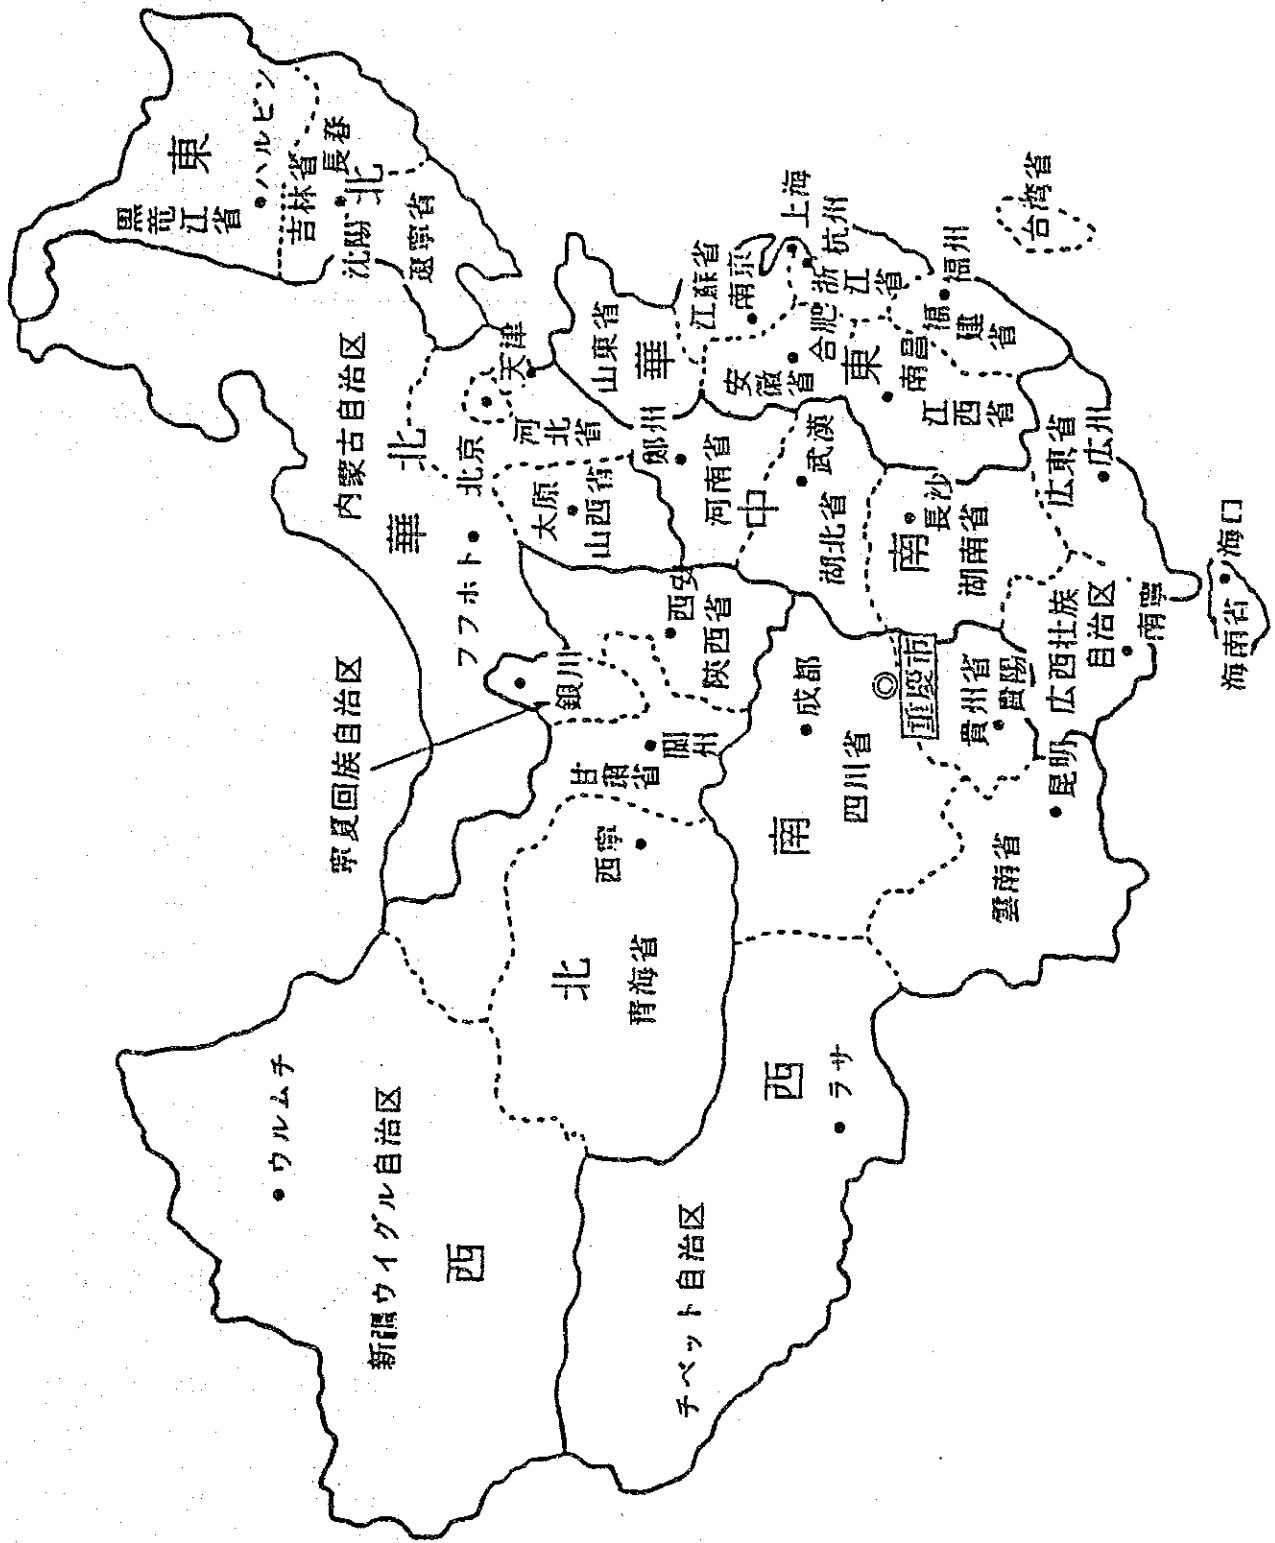 東
北
黒竜江省
ハルビン
吉林省
長春
沈陽
遼寧省
内蒙古自治区
華
北
フフホト
北京
天津
河北省
太原
山西省
山東省
華
東
江蘇省
南京
上海
杭州
浙江省
安徽省
合肥
南昌
江西省
福州
福建省
台湾省
鄭州
河南省
中
南
武漢
湖北省
長沙
湖南省
広東省
広州
広西壮族
自治区
南寧
海口
海南省
寧夏回族自治区
銀川
西安
陝西省
甘粛省
蘭州
西寧
青海省
西
北
ウルムチ
新疆ウイグル自治区
西
南
成都
四川省
重慶市
貴州省
貴陽
昆明
雲南省
ラサ
チベット自治区